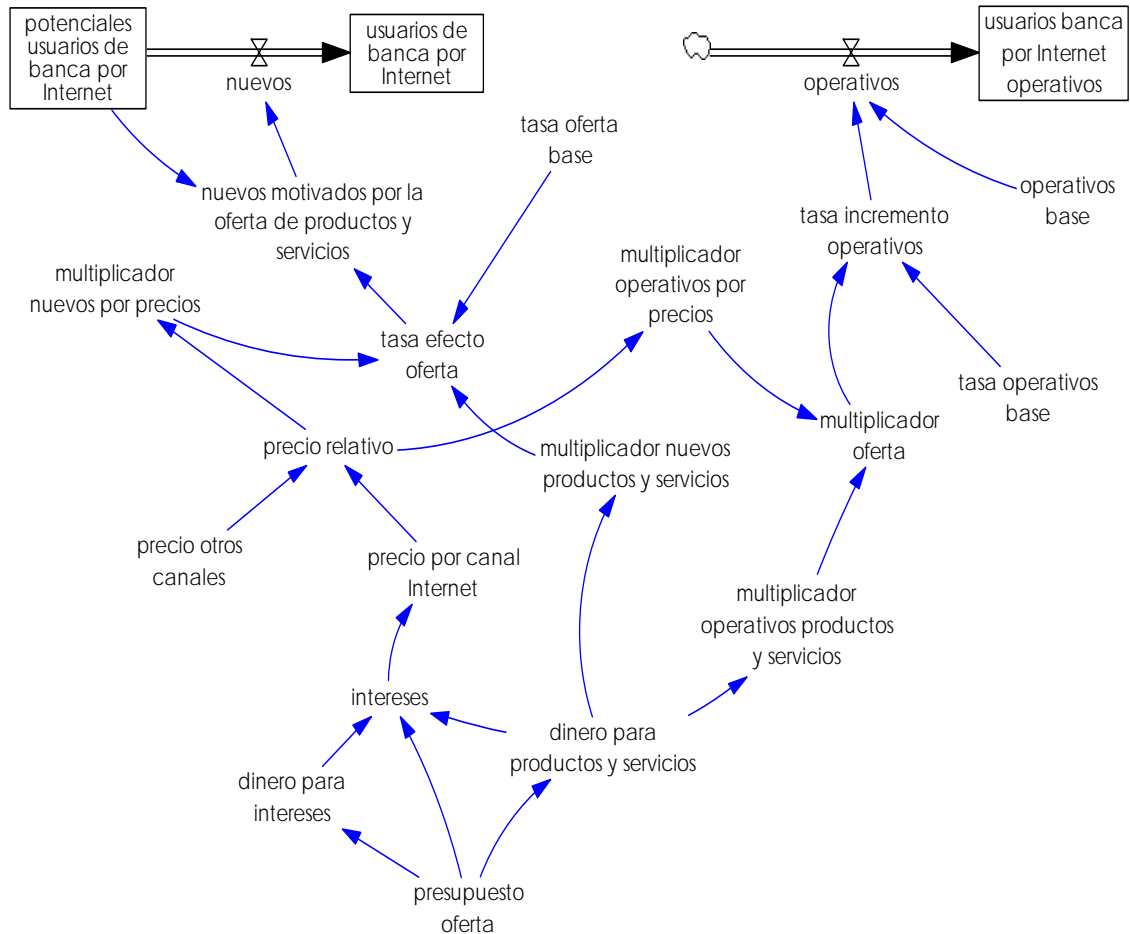 potenciales
usuarios de
banca por
Internet
nuevos
usuarios de
banca por
Internet
operativos
usuarios banca
por Internet
operativos
tasa oferta
base
nuevos motivados por la
oferta de productos y
servicios
operativos
base
tasa incremento
operativos
multiplicador
nuevos por precios
multiplicador
operativos por
precios
tasa efecto
oferta
tasa operativos
base
precio relativo
multiplicador nuevos
productos y servicios
multiplicador
oferta
precio otros
canales
precio por canal
Internet
multiplicador
operativos productos
y servicios
intereses
dinero para
productos y servicios
dinero para
intereses
presupuesto
oferta